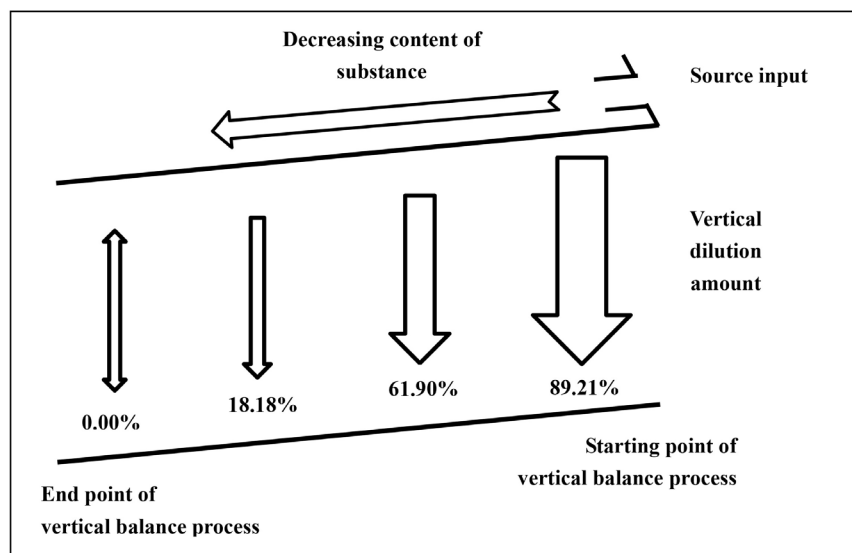 Decreasing content of
substance
Source input
Vertical
dilution
amount
0.00%
18.18%
61.90%
89.21%
Starting point of
vertical balance process
End point of
vertical balance process